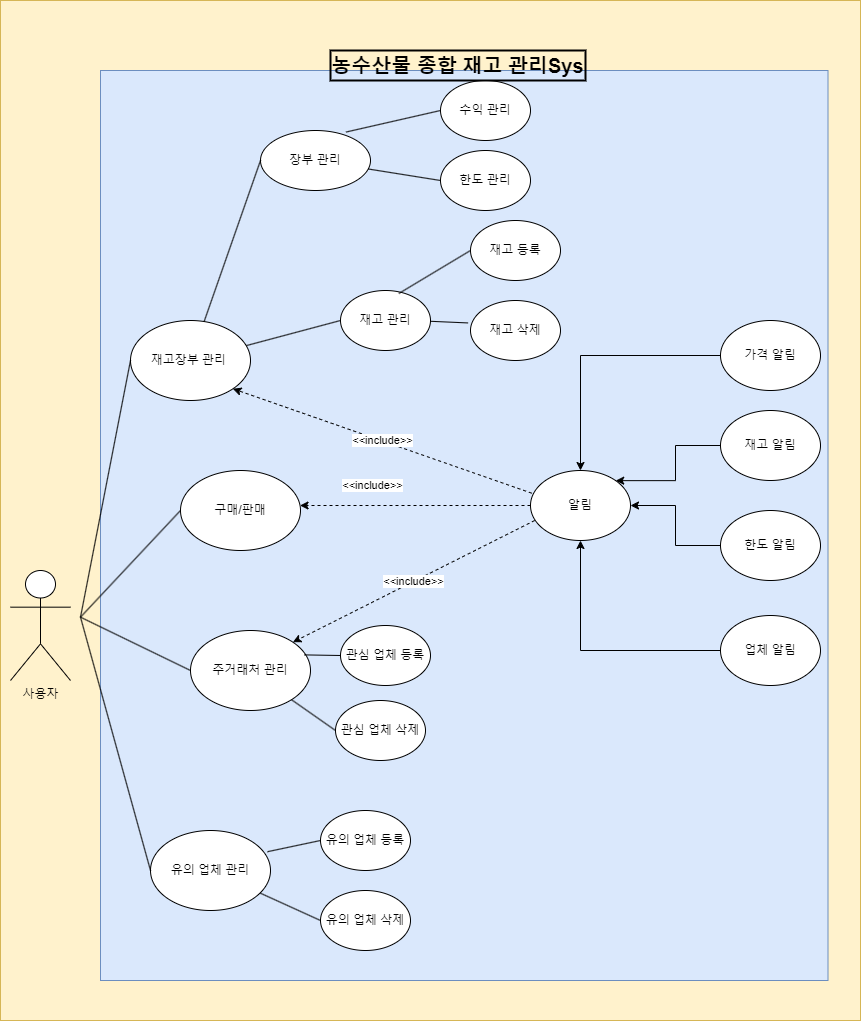 농수산물 종합 재고 관리Sys
수익 관리
장부 관리
한도 관리
재고 등록
재고 관리
재고 삭제
재고장부 관리
가격 알림
<<include>>
재고 알림
<<include>>
구매/판매
알림
한도 알림
<<include>>
사용자
주거래처 관리
관심 업체 등록
업체 알림
관심 업체 삭제
유의 업체 등록
유의 업체 관리
유의 업체 삭제